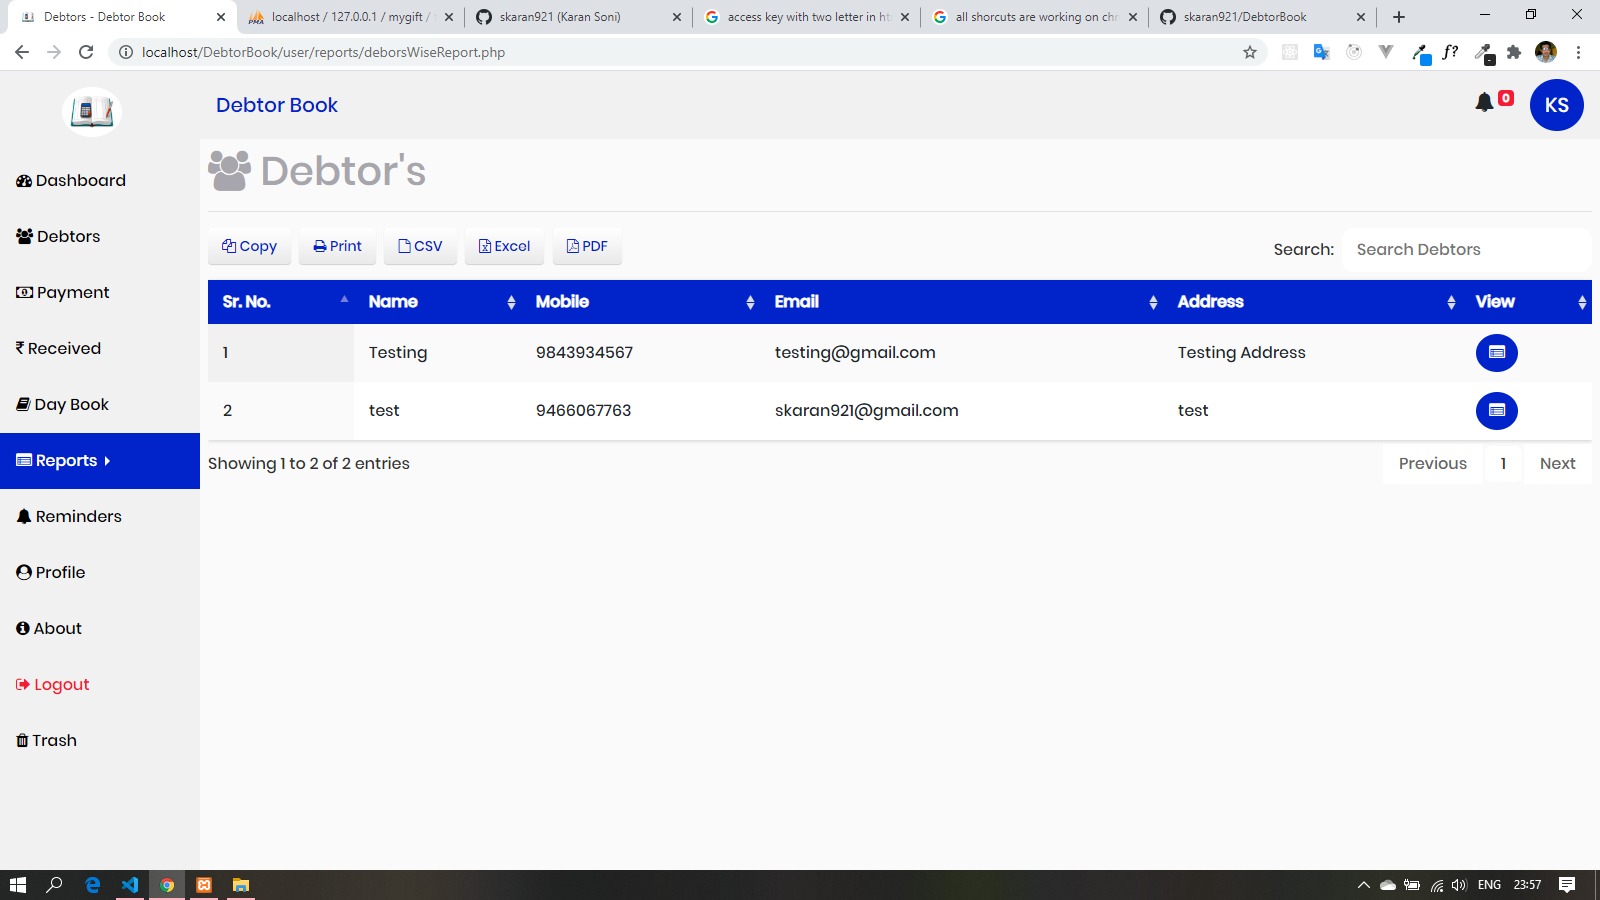 Debtors - Debtor Book
localhost / 127.0.0.1 / mygift /
skaran921 (Karan Soni)
access key with two letter in ht
all shorcuts are working on chr
skaran921/DebtorBook
localhost/DebtorBook/user/reports/deborsWiseReport.php
f?
Debtor Book
0
KS
Dashboard
Debtors
Payment
Received
Day Book
Reports
Reminders
Profile
About
Logout
Trash
Debtor's
Copy Print CSV Excel PDF
Search: Search Debtors
Sr. No. Name Mobile Email Address View
1 Testing 9843934567 testing@gmail.com Testing Address
2 test 9466067763 skaran921@gmail.com test
Showing 1 to 2 of 2 entries
Previous 1 Next
ENG 23:57